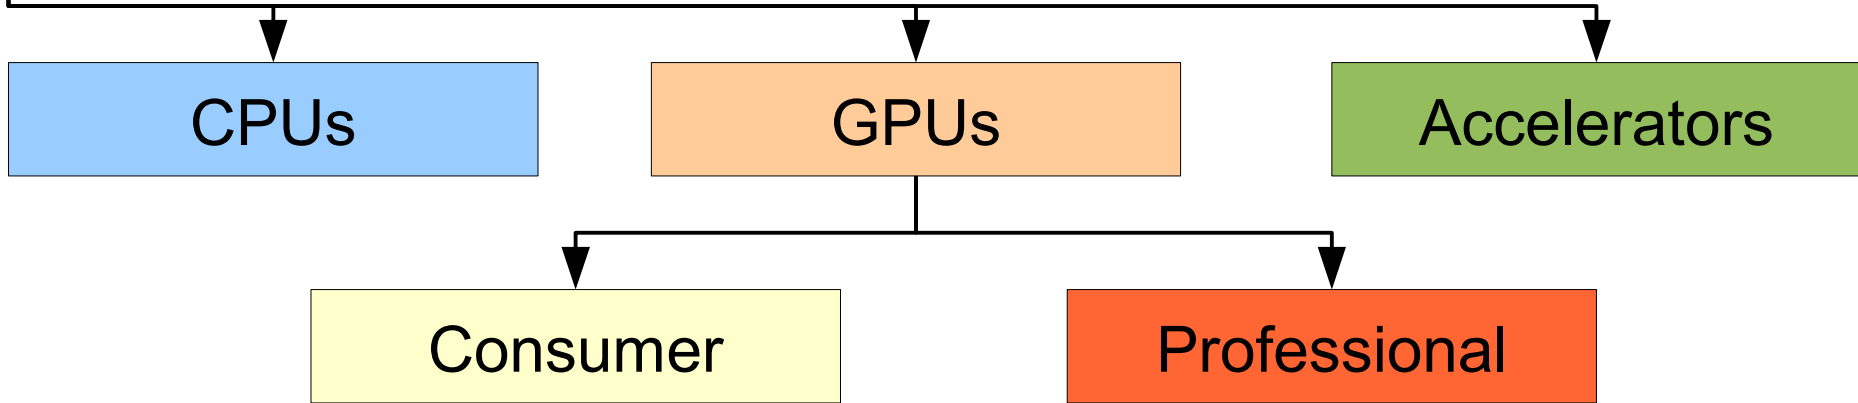 CPUs
GPUs
Accelerators
Consumer
Professional